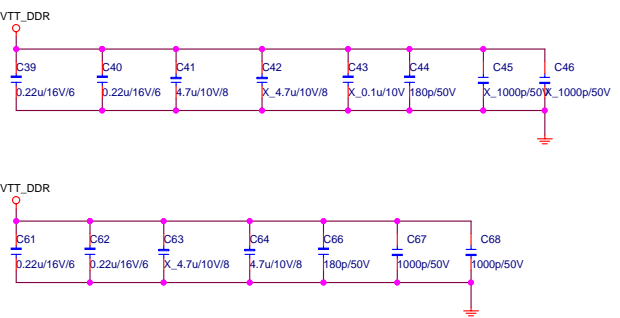 VTT_DDR
C39 C40 C41 C42 C43 C44 C45 C46
0.22u/16V/6 0.22u/16V/6 4.7u/10V/8 X_4.7u/10V/8 X_0.1u/10V 180p/50V X_1000p/50V X_1000p/50V
VTT_DDR
C61 C62 C63 C64 C66 C67 C68
0.22u/16V/6 0.22u/16V/6 X_4.7u/10V/8 4.7u/10V/8 180p/50V 1000p/50V 1000p/50V